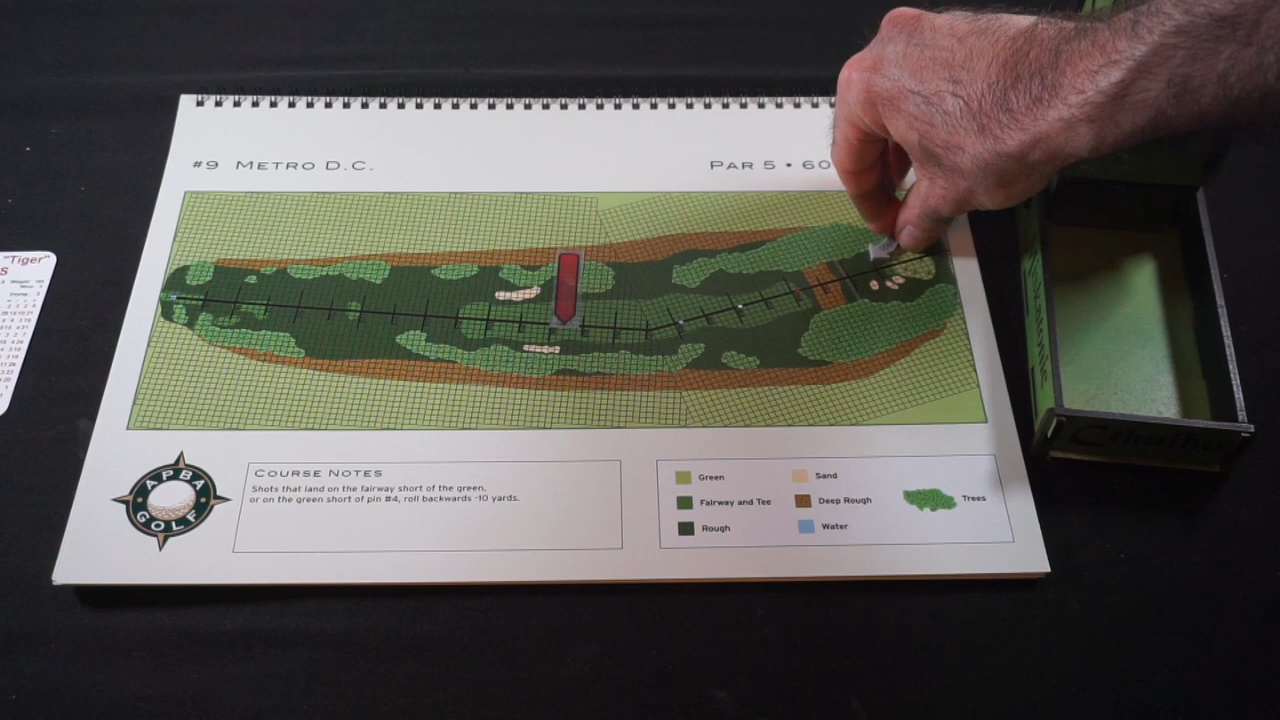 #9 METRO D.C.
PAR 5 • 60
"Tiger"
S
COURSE NOTES
Shots that land on the fairway short of the green,
or on the green short of pin #4, roll backwards -10 yards.
APBA
GOLF
Green
Fairway and Tee
Rough
Sand
Deep Rough
Water
Trees
Cthulhu